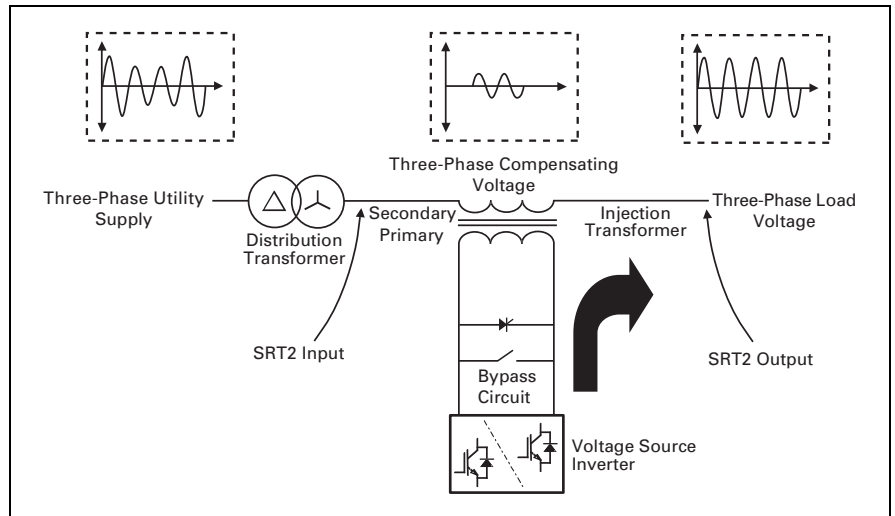 Three-Phase Compensating
Voltage
Three-Phase Utility
Supply
Distribution
Transformer
Secondary
Primary
Injection
Transformer
Three-Phase Load
Voltage
SRT2 Input
SRT2 Output
Bypass
Circuit
Voltage Source
Inverter